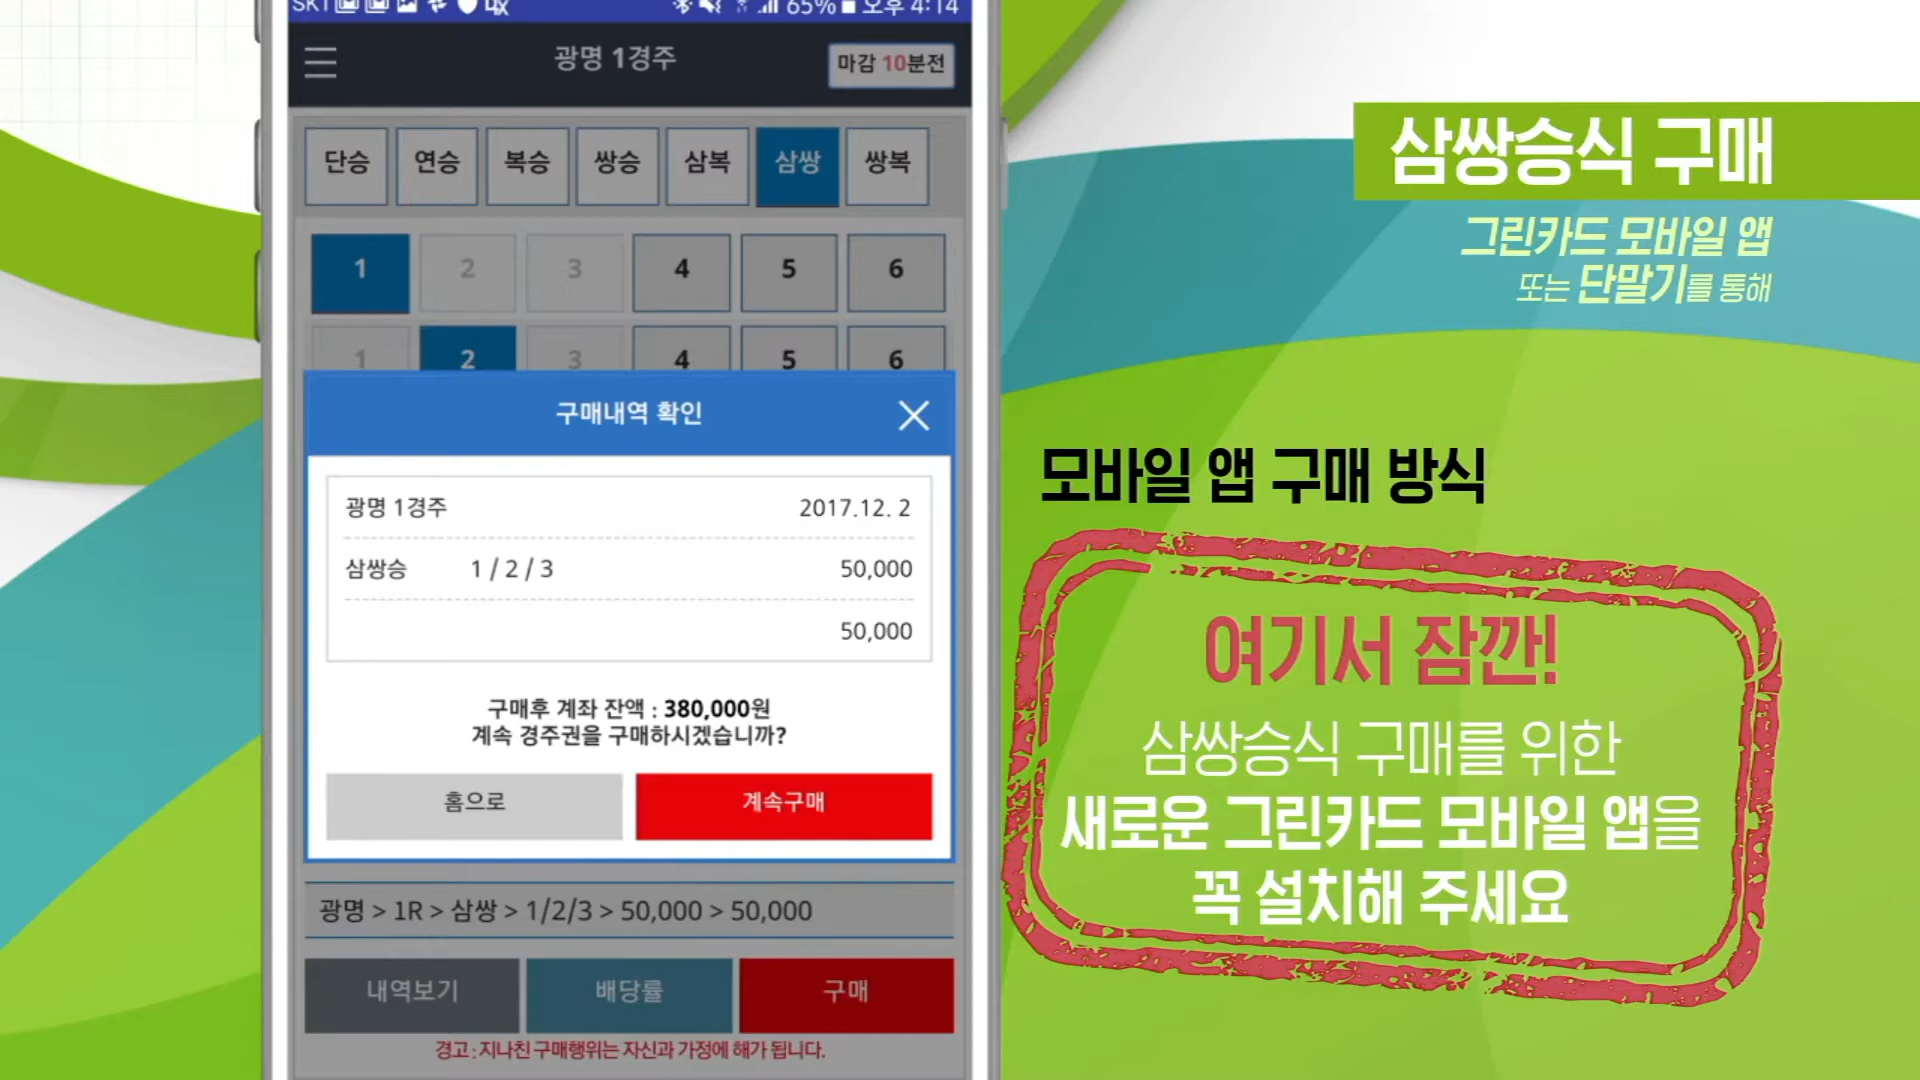 SKT 65% 오후 4:14
광명 1경주
마감 10분전
단승 연승 복승 쌍승 삼복 삼쌍 쌍복
1 2 3 4 5 6
1 2 3 4 5 6
구매내역 확인
광명 1경주 2017.12. 2
삼쌍승 1 / 2 / 3 50,000
50,000
구매후 계좌 잔액 : 380,000원
계속 경주권을 구매하시겠습니까?
홈으로 계속구매
광명 > 1R > 삼쌍 > 1/2/3 > 50,000 > 50,000
내역보기 배당률 구매
경고 : 지나친 구매행위는 자신과 가정에 해가 됩니다.
삼쌍승식 구매
그린카드 모바일 앱
또는 단말기를 통해
모바일 앱 구매 방식
여기서 잠깐!
삼쌍승식 구매를 위한
새로운 그린카드 모바일 앱을
꼭 설치해 주세요